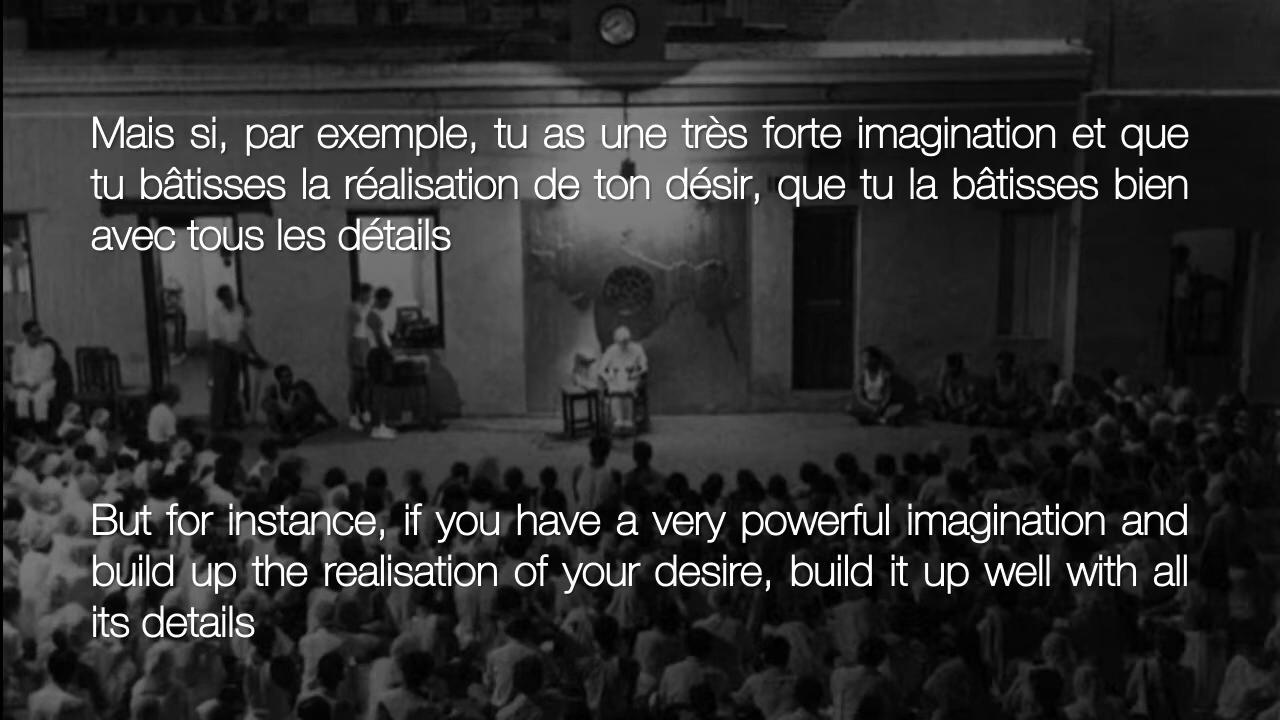 Mais si, par exemple, tu as une très forte imagination et que
tu bâtisses la réalisation de ton désir, que tu la bâtisses bien
avec tous les détails
But for instance, if you have a very powerful imagination and
build up the realisation of your desire, build it up well with all
its details